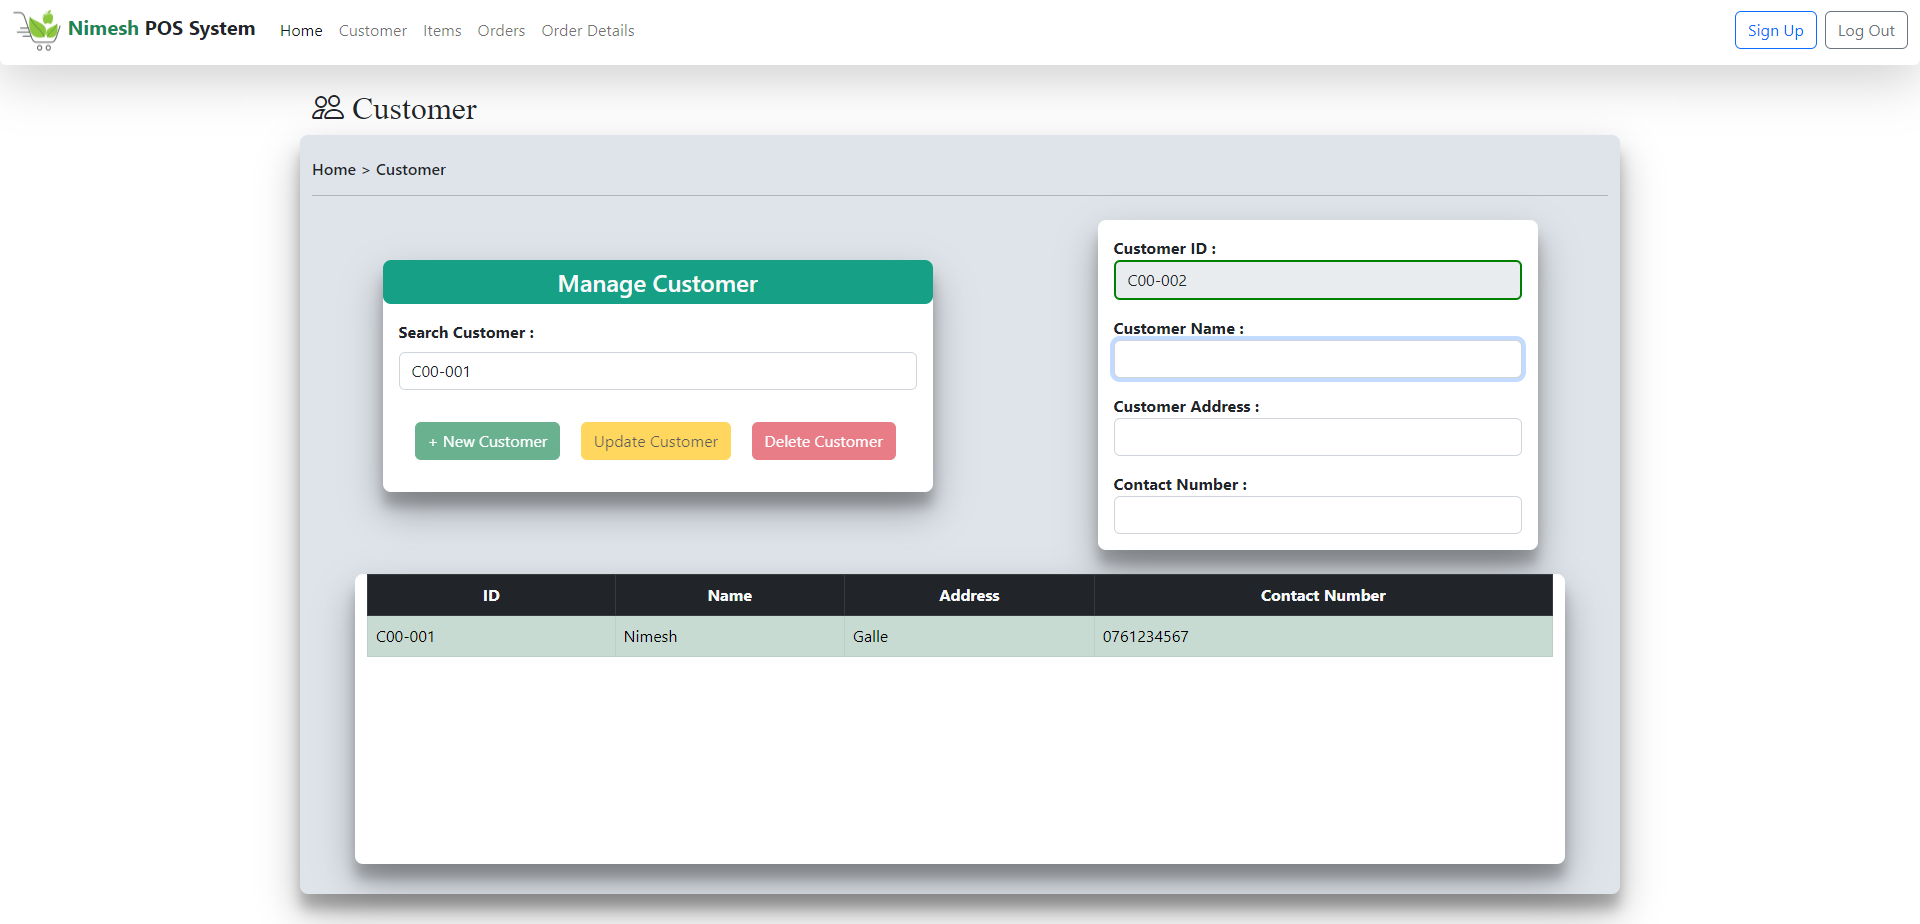 Nimesh POS System Home Customer Items Orders Order Details Sign Up Log Out
Customer
Home > Customer
Manage Customer
Search Customer :
C00-001
+ New Customer Update Customer Delete Customer
Customer ID :
C00-002
Customer Name :
Customer Address :
Contact Number :
ID Name Address Contact Number
C00-001 Nimesh Galle 0761234567